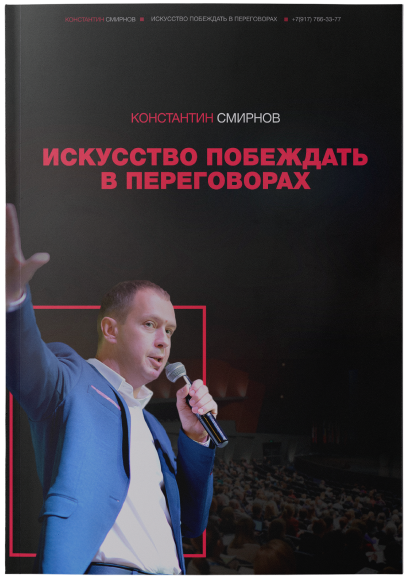 КОНСТАНТИН СМИРНОВ ● ИСКУССТВО ПОБЕЖДАТЬ В ПЕРЕГОВОРАХ ● +7(917) 768-33-77
КОНСТАНТИН СМИРНОВ
ИСКУССТВО ПОБЕЖДАТЬ
В ПЕРЕГОВОРАХ